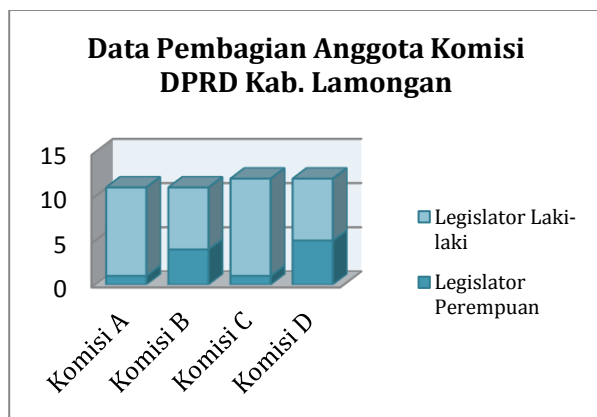 Data Pembagian Anggota Komisi
DPRD Kab. Lamongan
15
10
5
0
Komisi A
Komisi B
Komisi C
Komisi D
Legislator Laki-
laki
Legislator
Perempuan